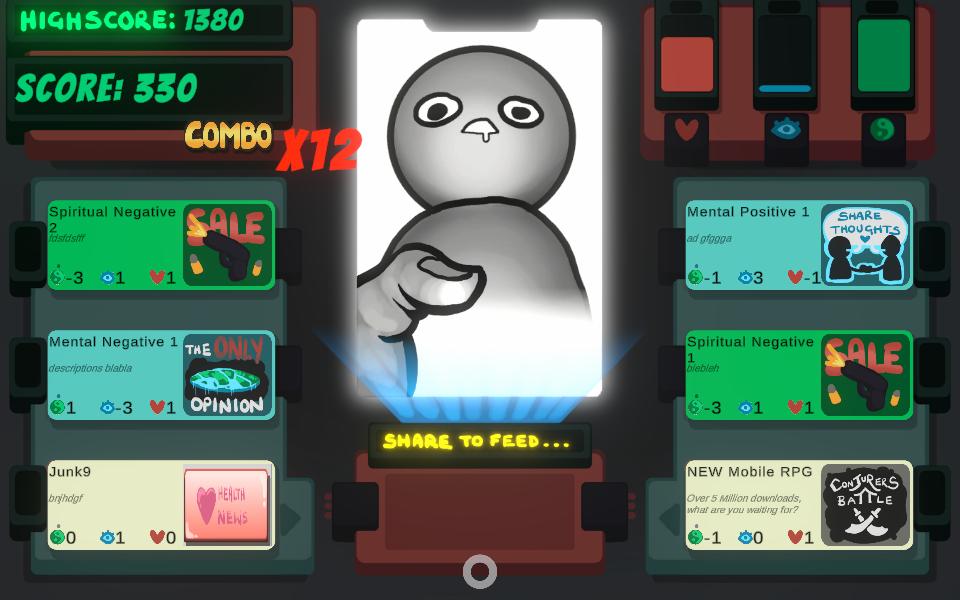 HIGHSCORE: 1380
SCORE: 330
COMBO X12
Spiritual Negative
2
fdsfdsfff
-3 1 1
SALE
Mental Negative 1
descriptions blabla
1 -3 1
THE ONLY
OPINION
Junk9
bnjhdgf
0 1 0
HEALTH
NEWS
SHARE TO FEED...
Mental Positive 1
ad gfggga
-1 3 -1
SHARE
THOUGHTS
Spiritual Negative
1
blebleh
-3 1 1
SALE
NEW Mobile RPG
Over 5 Million downloads,
what are you waiting for?
-1 0 1
CONJURERS
BATTLE